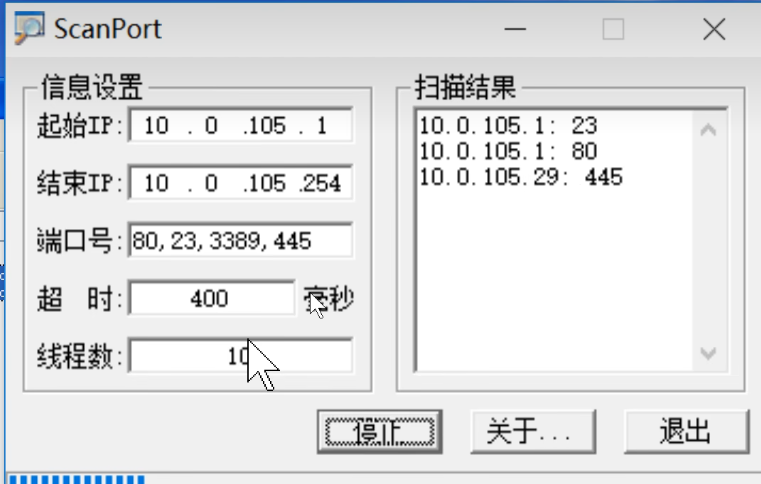 ScanPort
信息设置
起始IP: 10 . 0 .105 . 1
结束IP: 10 . 0 .105 .254
端口号: 80,23,3389,445
超 时: 400 毫秒
线程数: 10
扫描结果
10.0.105.1: 23
10.0.105.1: 80
10.0.105.29: 445
停止 关于... 退出